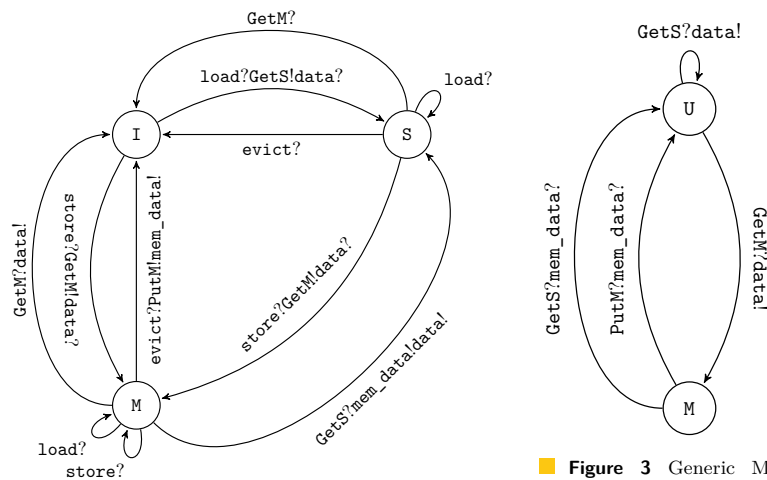 GetM?
load?GetS!data?
load?
I
S
evict?
GetM?data!
store?GetM!data?
evict?PutM!mem_data!
store?GetM!data?
GetS?mem_data!data!
M
load?
store?
GetS?data!
U
GetS?mem_data?
PutM?mem_data?
GetM?data!
M
Figure 3 Generic M